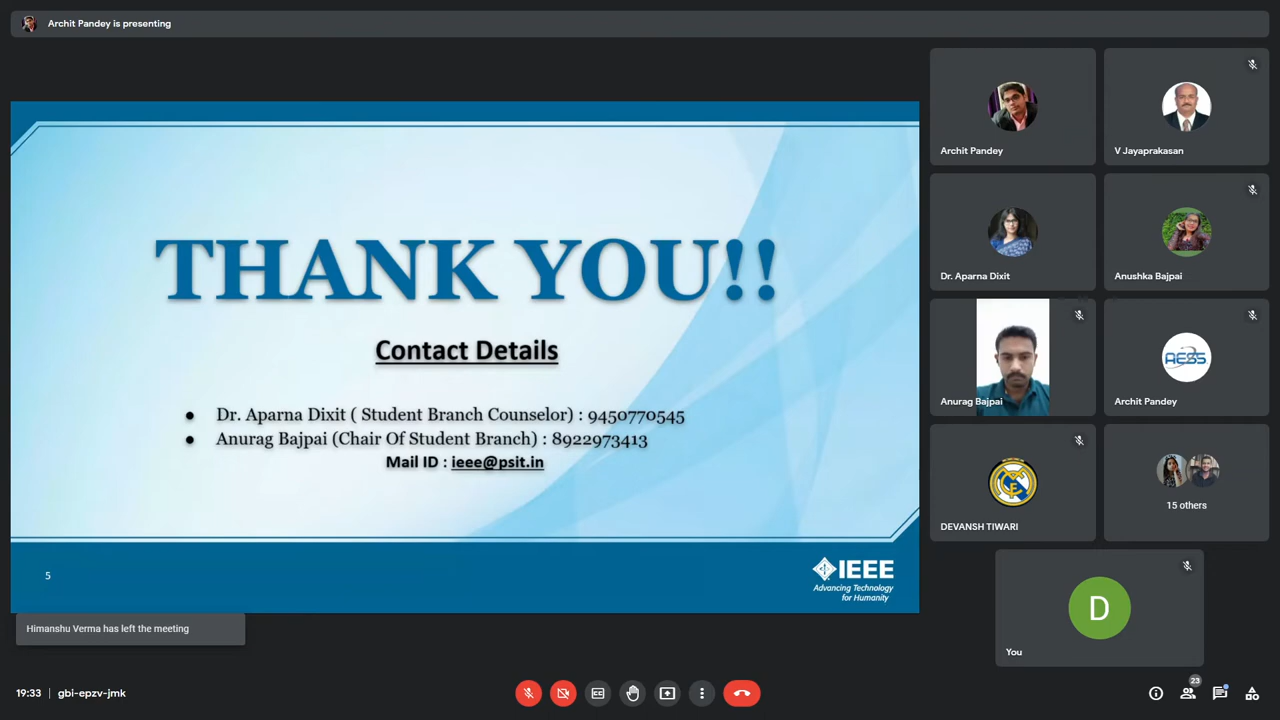 Archit Pandey is presenting
THANK YOU!!
Contact Details
● Dr. Aparna Dixit ( Student Branch Counselor) : 9450770545
● Anurag Bajpai (Chair Of Student Branch) : 8922973413
Mail ID : ieee@psit.in
5
IEEE
Advancing Technology
for Humanity
Archit Pandey
V Jayaprakasan
Dr. Aparna Dixit
Anushka Bajpai
Anurag Bajpai
AESS
Archit Pandey
DEVANSH TIWARI
15 others
D
You
Himanshu Verma has left the meeting
19:33 | gbi-epzv-jmk
CC
23